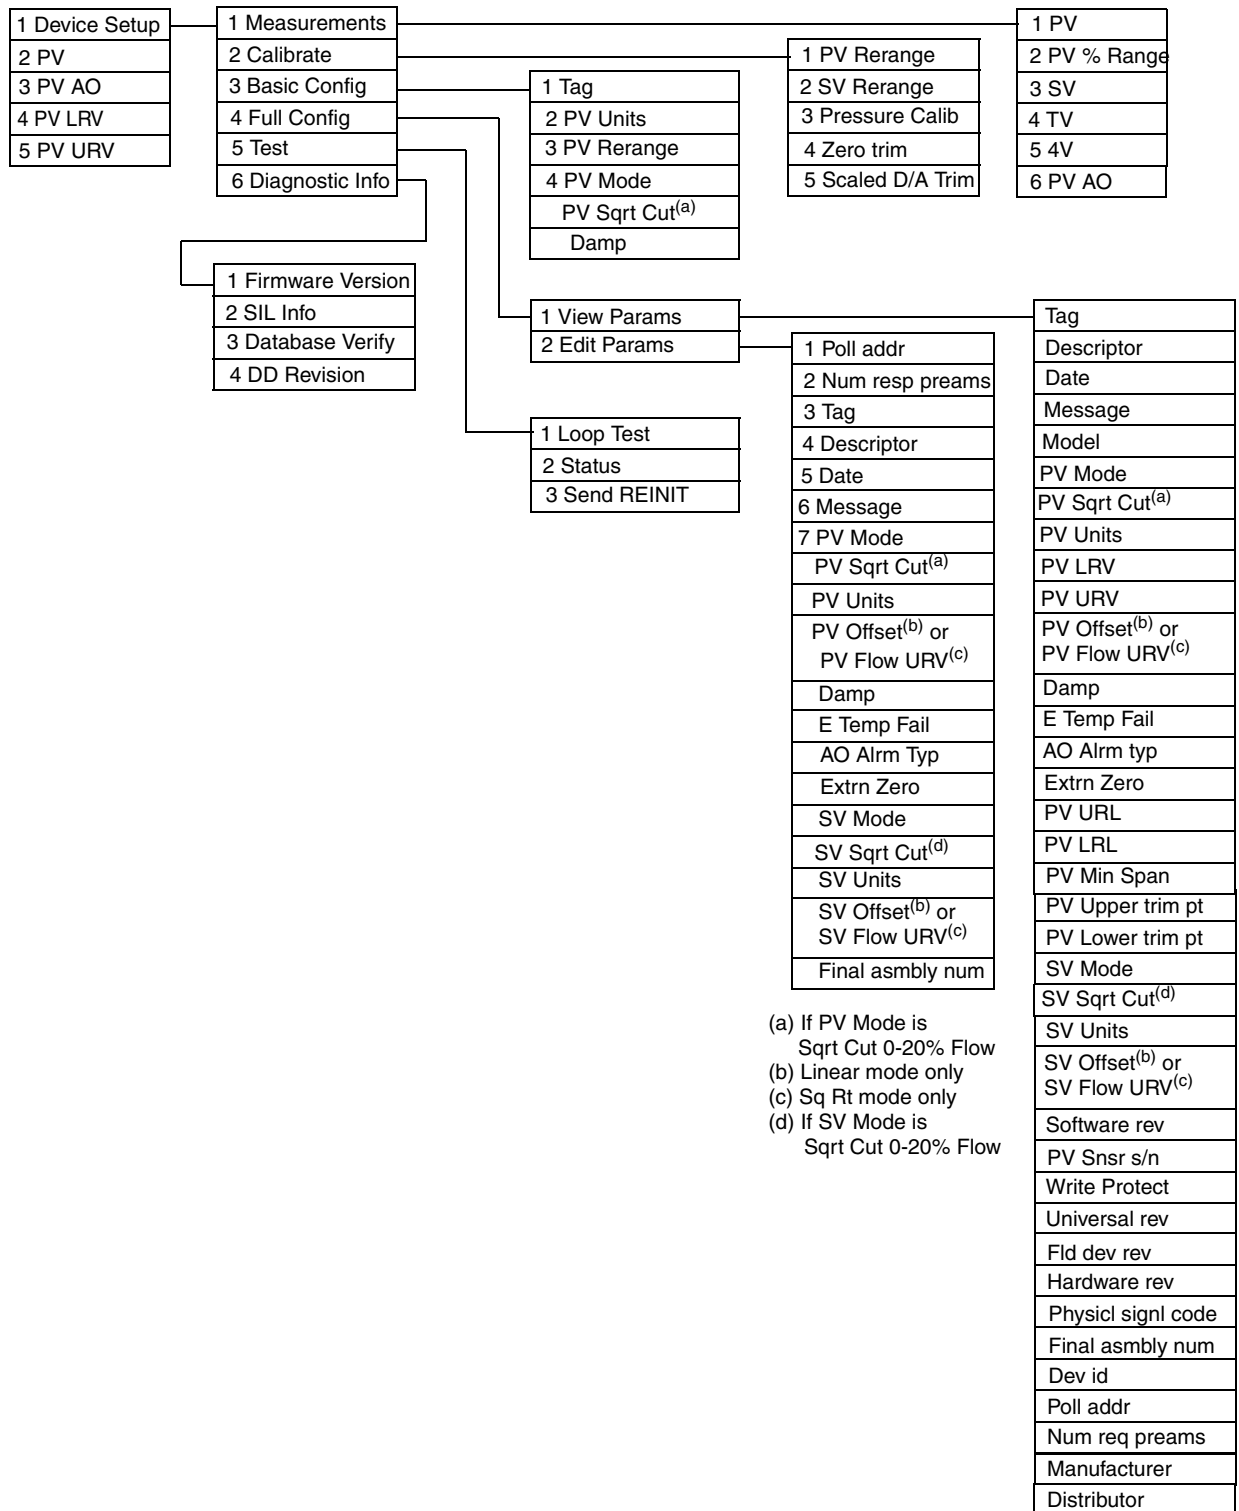 1 Device Setup
2 PV
3 PV AO
4 PV LRV
5 PV URV
1 Measurements
2 Calibrate
3 Basic Config
4 Full Config
5 Test
6 Diagnostic Info
1 PV
2 PV % Range
3 SV
4 TV
5 4V
6 PV AO
1 PV Rerange
2 SV Rerange
3 Pressure Calib
4 Zero trim
5 Scaled D/A Trim
1 Tag
2 PV Units
3 PV Rerange
4 PV Mode
PV Sqrt Cut(a)
Damp
1 Firmware Version
2 SIL Info
3 Database Verify
4 DD Revision
1 View Params
2 Edit Params
1 Loop Test
2 Status
3 Send REINIT
1 Poll addr
2 Num resp preams
3 Tag
4 Descriptor
5 Date
6 Message
7 PV Mode
PV Sqrt Cut(a)
PV Units
PV Offset(b) or
PV Flow URV(c)
Damp
E Temp Fail
AO Alrm Typ
Extrn Zero
SV Mode
SV Sqrt Cut(d)
SV Units
SV Offset(b) or
SV Flow URV(c)
Final asmbly num
(a) If PV Mode is
Sqrt Cut 0-20% Flow
(b) Linear mode only
(c) Sq Rt mode only
(d) If SV Mode is
Sqrt Cut 0-20% Flow
Tag
Descriptor
Date
Message
Model
PV Mode
PV Sqrt Cut(a)
PV Units
PV LRV
PV URV
PV Offset(b) or
PV Flow URV(c)
Damp
E Temp Fail
AO Alrm typ
Extrn Zero
PV URL
PV LRL
PV Min Span
PV Upper trim pt
PV Lower trim pt
SV Mode
SV Sqrt Cut(d)
SV Units
SV Offset(b) or
SV Flow URV(c)
Software rev
PV Snsr s/n
Write Protect
Universal rev
Fld dev rev
Hardware rev
Physicl signl code
Final asmbly num
Dev id
Poll addr
Num req preams
Manufacturer
Distributor